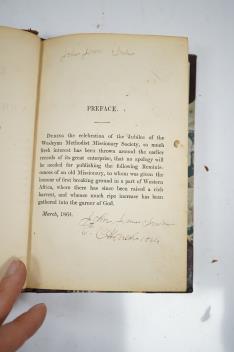 John
PREFACE.
During the celebration of the Jubilee of the
Wesleyan Methodist Missionary Society, so much
fresh interest has been thrown around the earlier
records of its great enterprise, that no apology will
be needed for publishing the following Reminis-
cences of an old Missionary, to whom was given the
honour of first breaking ground in a part of Western
Africa, where there has since been raised a rich
harvest, and whence much ripe increase has been
gathered into the garner of God.
March, 1864.
John